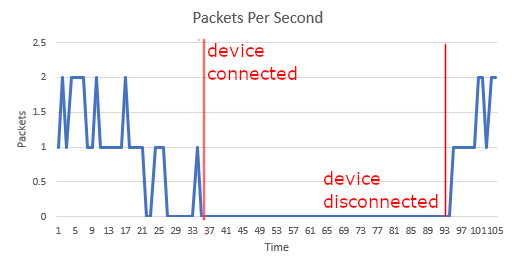 Packets Per Second
2.5
2
1.5
1
0.5
0
Packets
device
connected
device
disconnected
1 5 9 13 17 21 25 29 33 37 41 45 49 53 57 61 65 69 73 77 81 85 89 93 97 101 105
Time